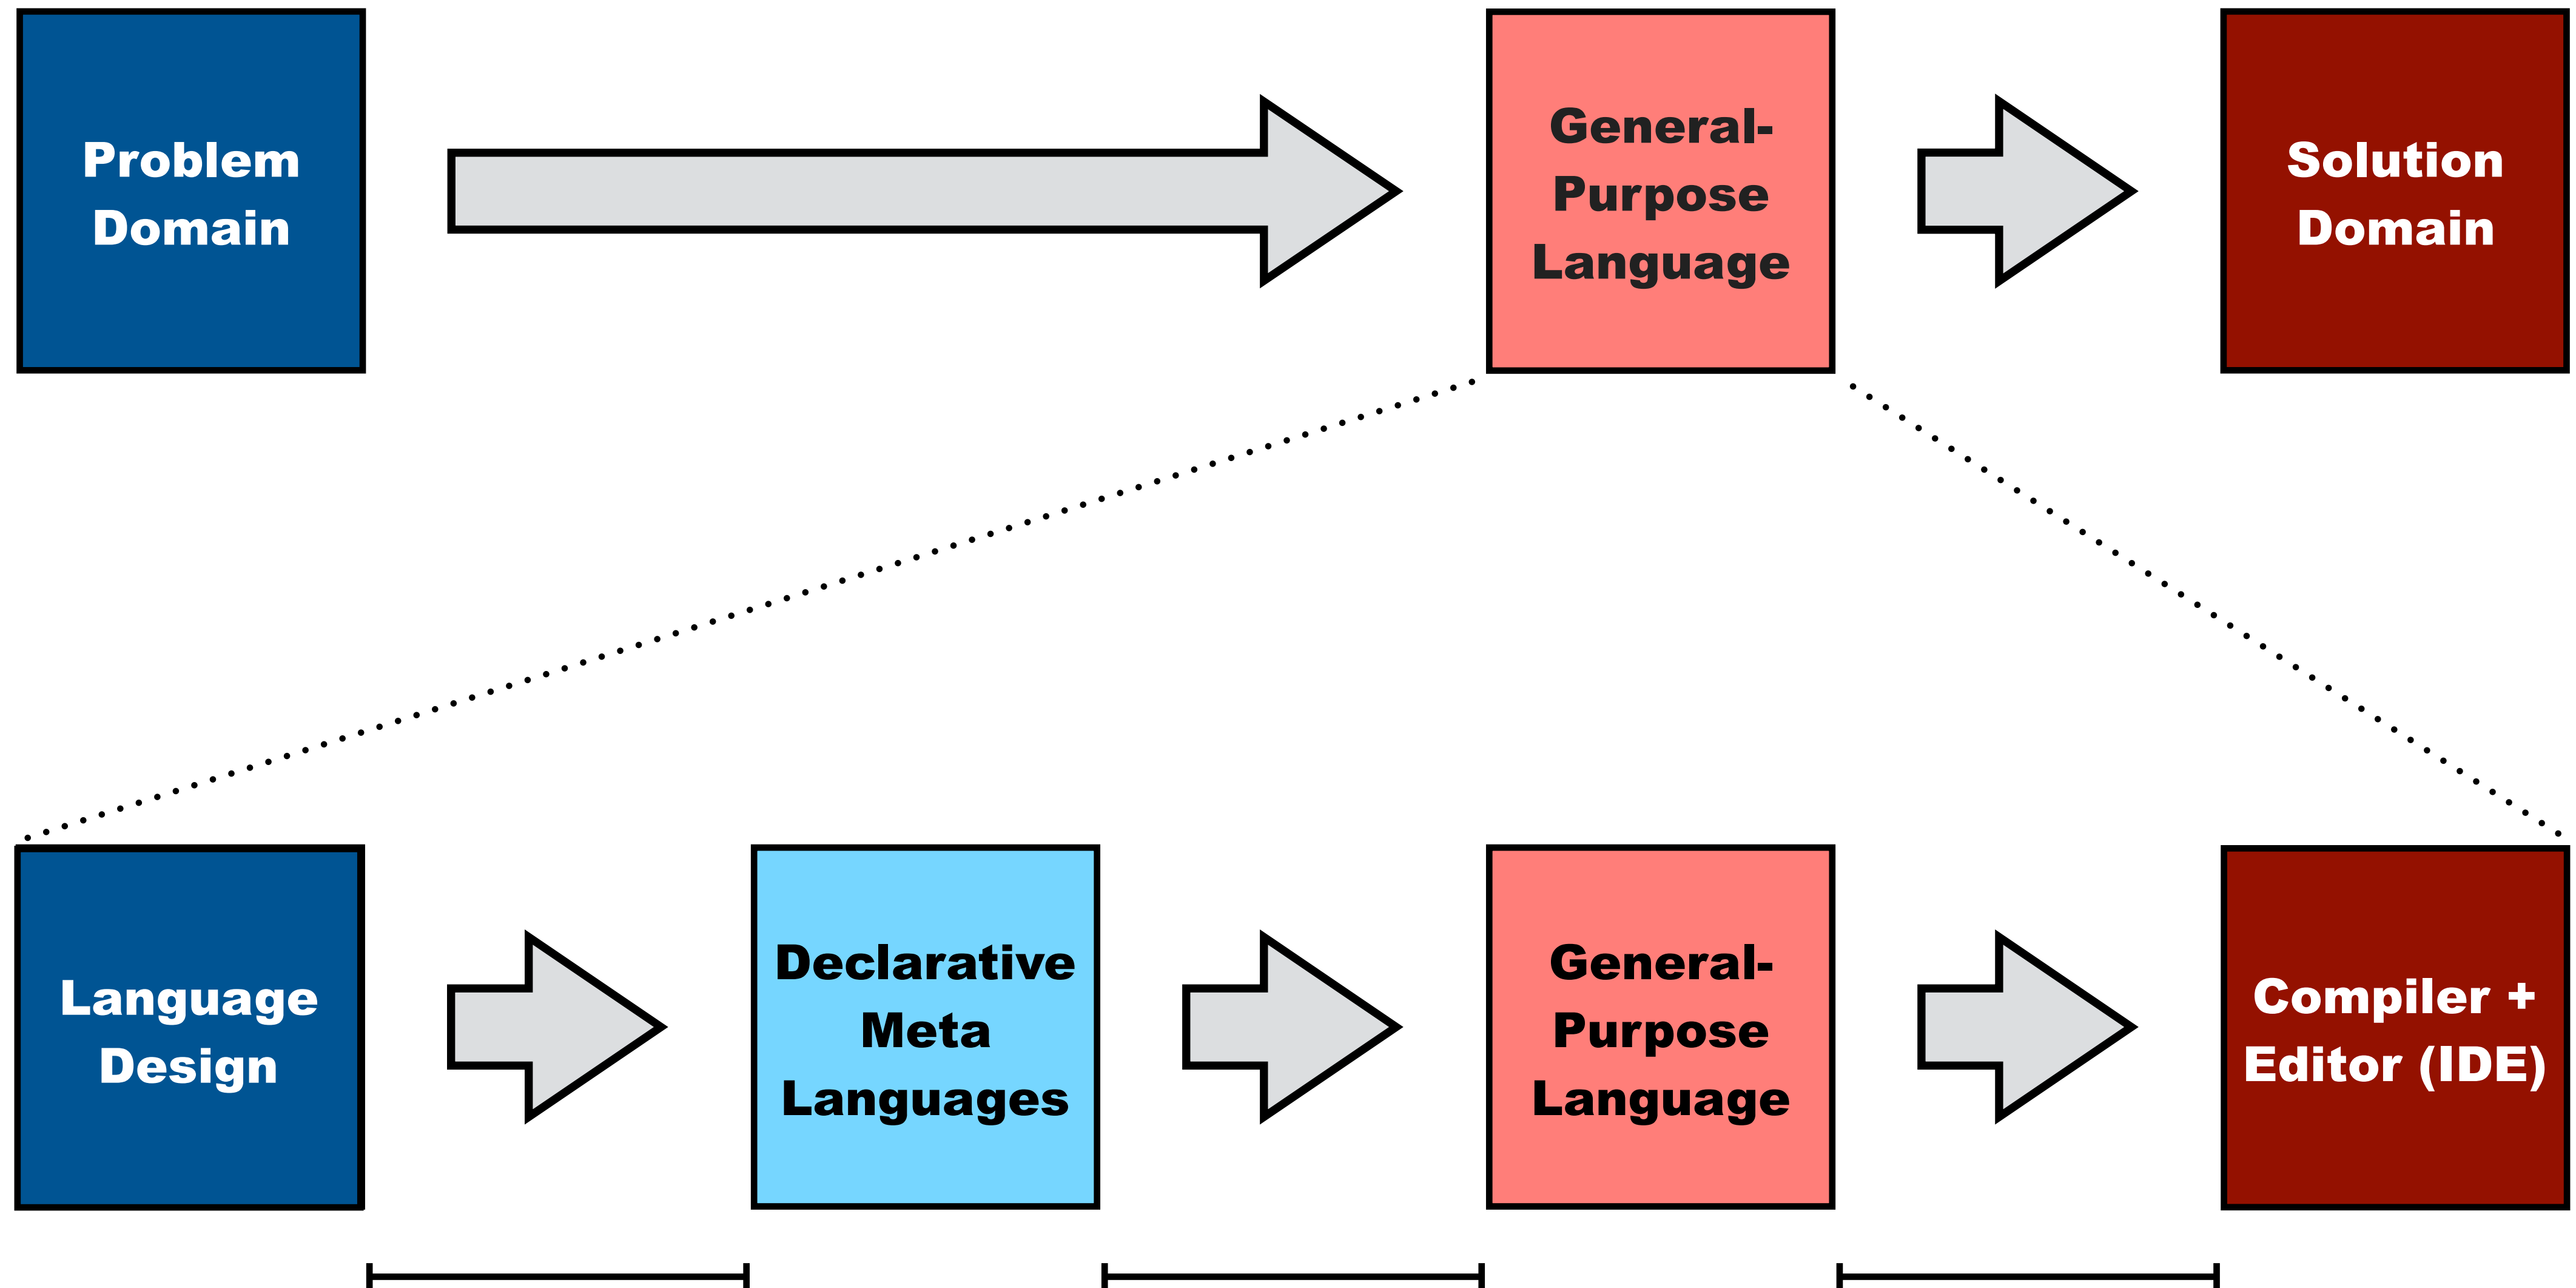 Problem
Domain
General-
Purpose
Language
Solution
Domain
Language
Design
Declarative
Meta
Languages
General-
Purpose
Language
Compiler +
Editor (IDE)